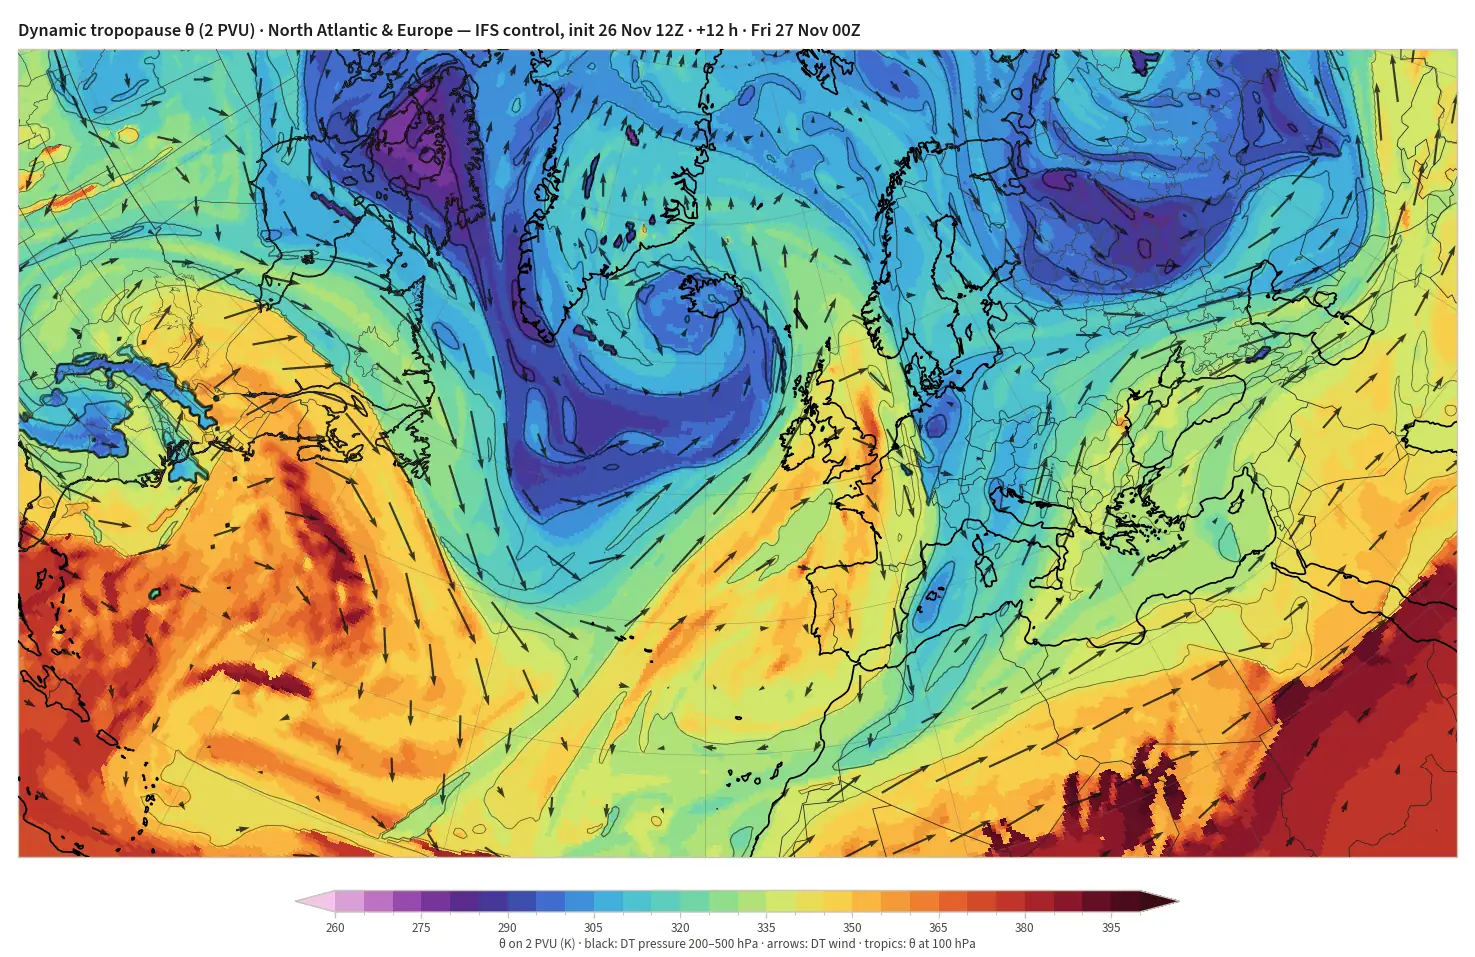 Dynamic tropopause θ (2 PVU) · North Atlantic & Europe — IFS control, init 26 Nov 12Z · +12 h · Fri 27 Nov 00Z
260 275 290 305 320 335 350 365 380 395
θ on 2 PVU (K) · black: DT pressure 200–500 hPa · arrows: DT wind · tropics: θ at 100 hPa